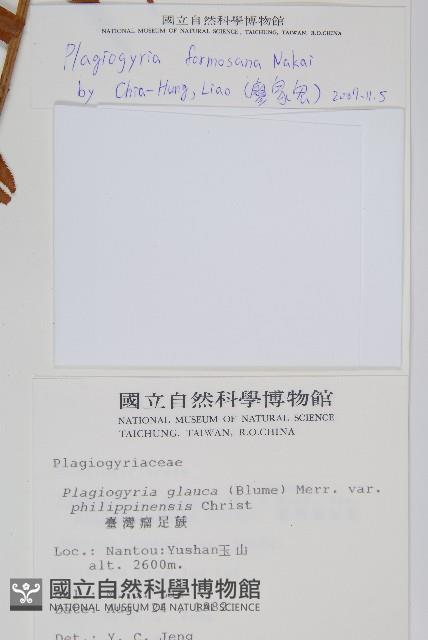 國立自然科學博物館
NATIONAL MUSEUM OF NATURAL SCIENCE, TAICHUNG, TAIWAN, R.O.CHINA
Plagiogyria formosana Nakai
by Chia-Hung, Liao (廖家 ) 2007.11.5
國立自然科學博物館
NATIONAL MUSEUM OF NATURAL SCIENCE
TAICHUNG, TAIWAN, R.O.CHINA
Plagiogyriaceae
Plagiogyria glauca (Blume) Merr. var.
philippinensis Christ
臺灣瘤足蕨
Loc.: Nantou:Yushan玉山
alt. 2600m.
國立自然科學博物館
NATIONAL MUSEUM OF NATURAL SCIENCE
Date: Aug. 24,
Det.: Y. C. Jeng